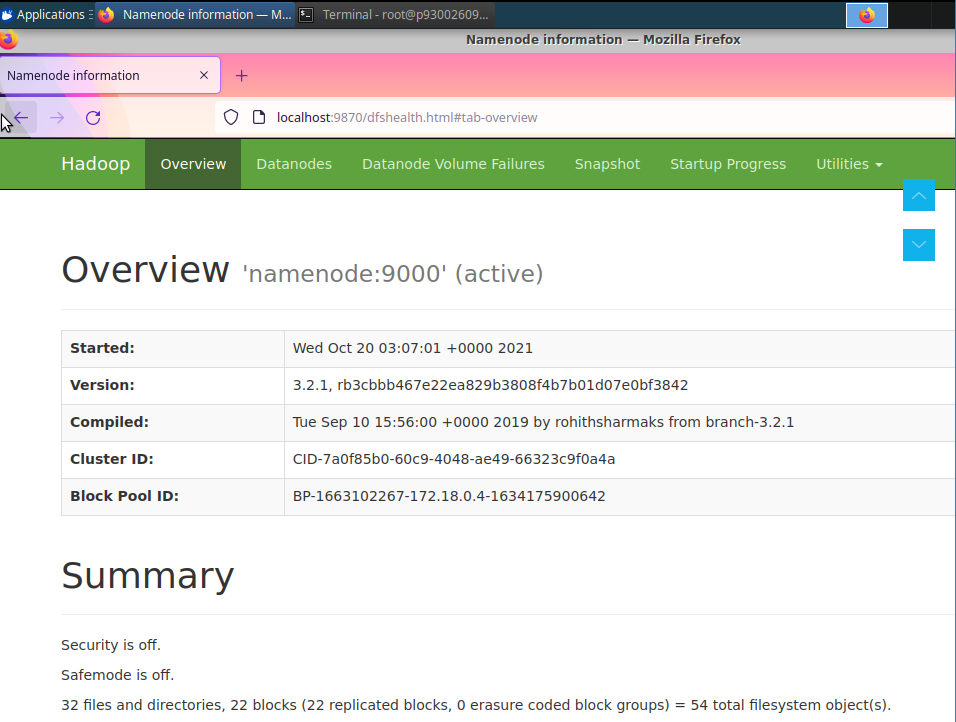 Applications Namenode information — M... Terminal - root@p93002609...
Namenode information — Mozilla Firefox
Namenode information
localhost:9870/dfshealth.html#tab-overview
Hadoop Overview Datanodes Datanode Volume Failures Snapshot Startup Progress Utilities
Overview 'namenode:9000' (active)
Started: Wed Oct 20 03:07:01 +0000 2021
Version: 3.2.1, rb3cbbb467e22ea829b3808f4b7b01d07e0bf3842
Compiled: Tue Sep 10 15:56:00 +0000 2019 by rohithsharmaks from branch-3.2.1
Cluster ID: CID-7a0f85b0-60c9-4048-ae49-66323c9f0a4a
Block Pool ID: BP-1663102267-172.18.0.4-1634175900642
Summary
Security is off.
Safemode is off.
32 files and directories, 22 blocks (22 replicated blocks, 0 erasure coded block groups) = 54 total filesystem object(s).